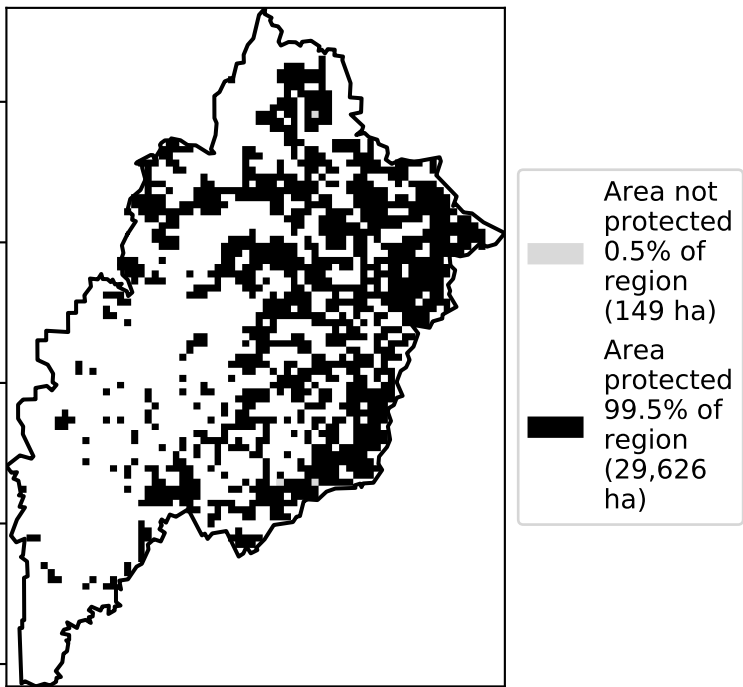 Area not
protected
0.5% of
region
(149 ha)
Area
protected
99.5% of
region
(29,626
ha)